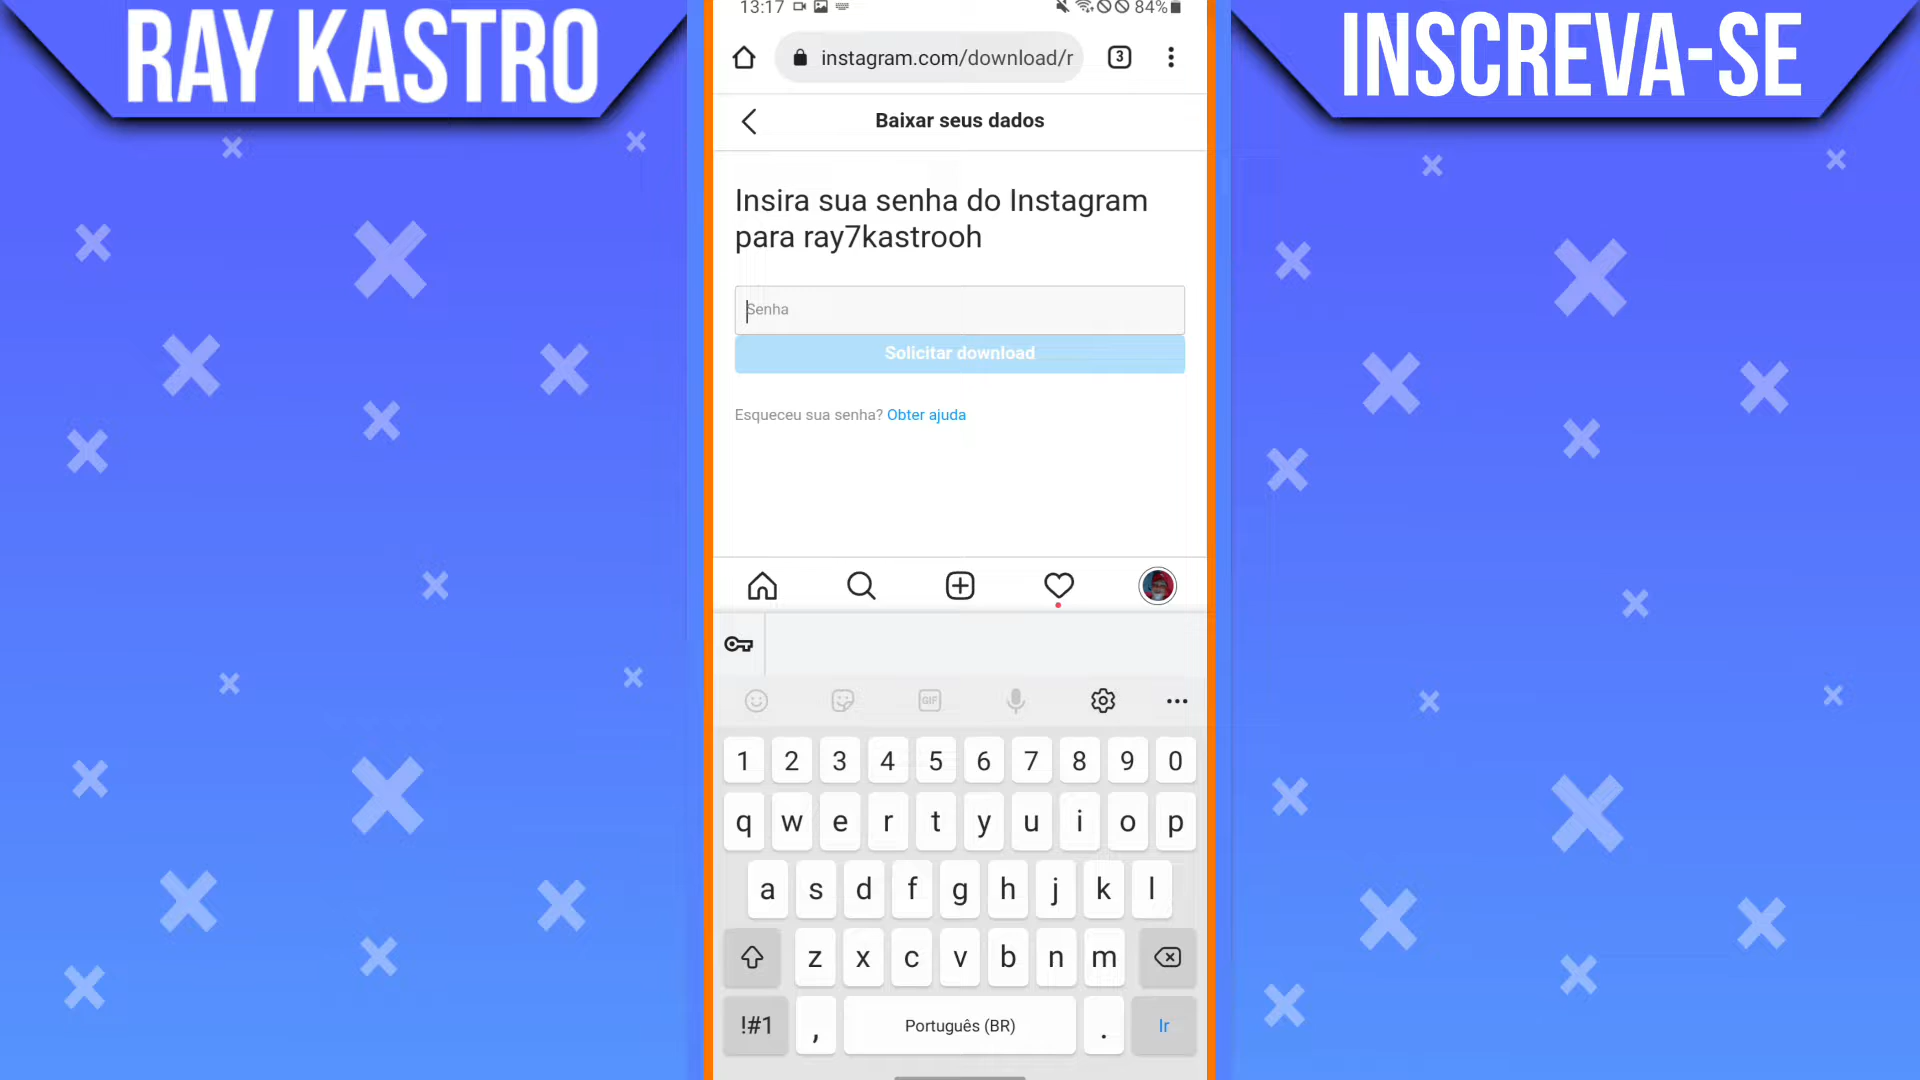 RAY KASTRO
INSCREVA-SE
13:17
84%
instagram.com/download/r
3
Baixar seus dados
Insira sua senha do Instagram
para ray7kastrooh
Senha
Solicitar download
Esqueceu sua senha? Obter ajuda
GIF
1 2 3 4 5 6 7 8 9 0
q w e r t y u i o p
a s d f g h j k l
z x c v b n m
!#1 , Português (BR) . Ir